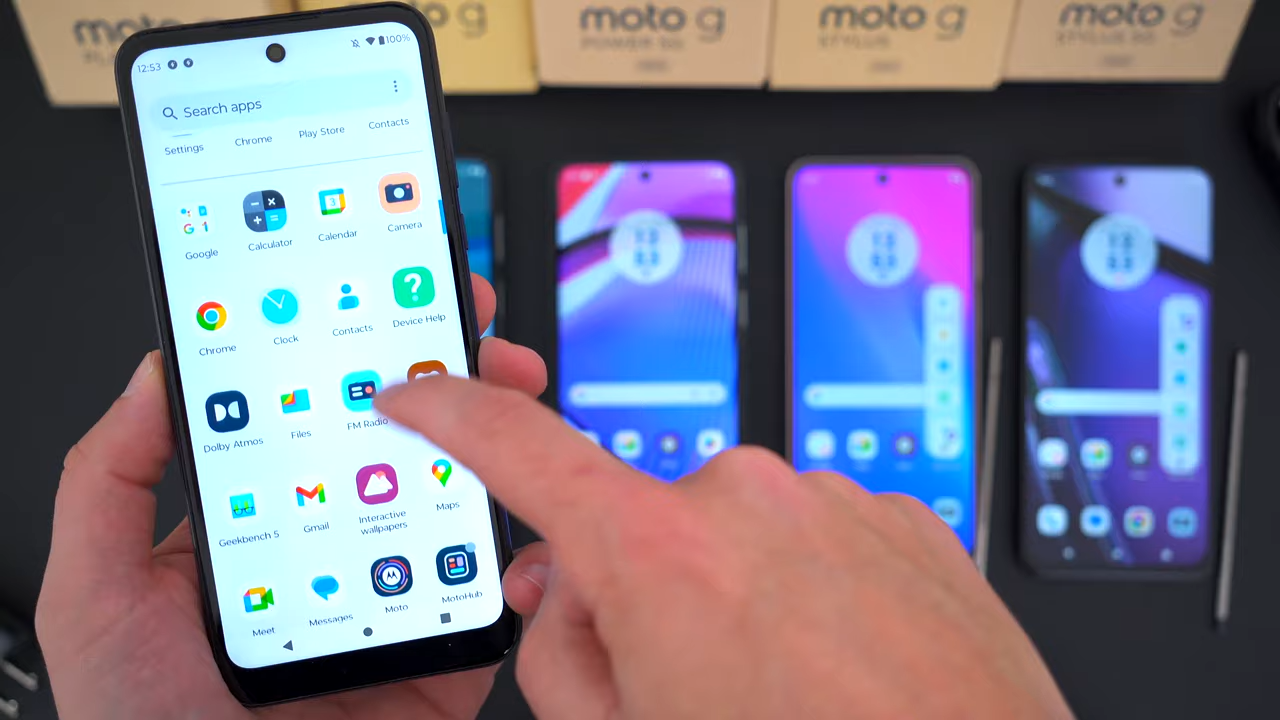 moto g
POWER 5G
moto g
STYLUS
moto g
STYLUS 5G
12:53
100%
Search apps
Settings
Chrome
Play Store
Contacts
Google
Calculator
Calendar
Camera
Chrome
Clock
Contacts
Device Help
Dolby Atmos
Files
FM Radio
Geekbench 5
Gmail
Interactive
wallpapers
Maps
Meet
Messages
Moto
MotoHub